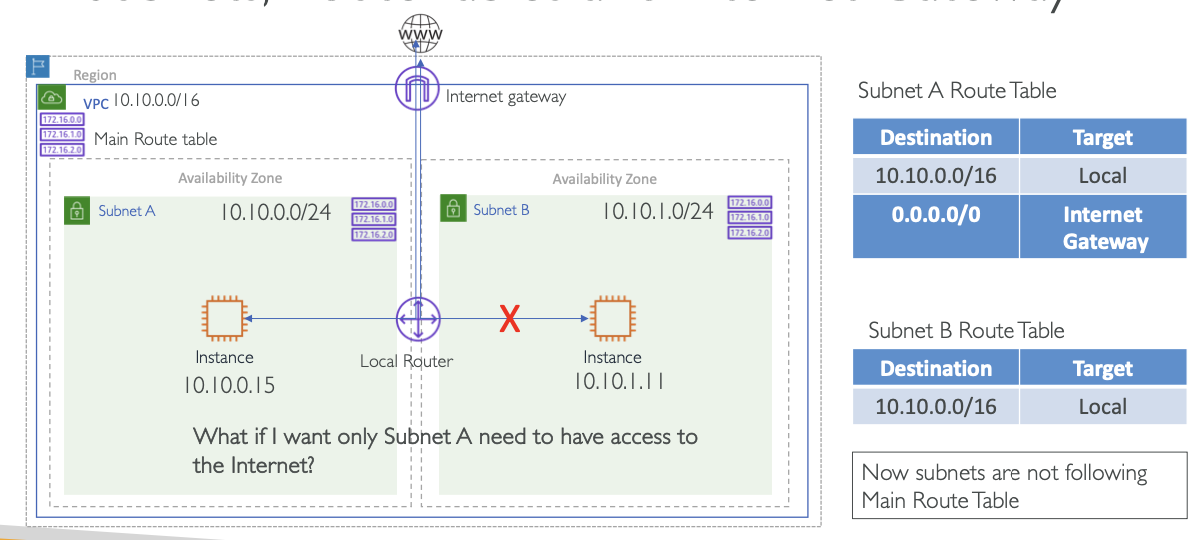 WWW
Region
VPC 10.10.0.0/16
Internet gateway
172.16.0.0
172.16.1.0
172.16.2.0
Main Route table
Availability Zone
Subnet A 10.10.0.0/24
172.16.0.0
172.16.1.0
172.16.2.0
Instance
10.10.0.15
Local Router
Availability Zone
Subnet B 10.10.1.0/24
172.16.0.0
172.16.1.0
172.16.2.0
X
Instance
10.10.1.11
What if I want only Subnet A need to have access to
the Internet?
Subnet A Route Table
Destination Target
10.10.0.0/16 Local
0.0.0.0/0 Internet
Gateway
Subnet B Route Table
Destination Target
10.10.0.0/16 Local
Now subnets are not following
Main Route Table